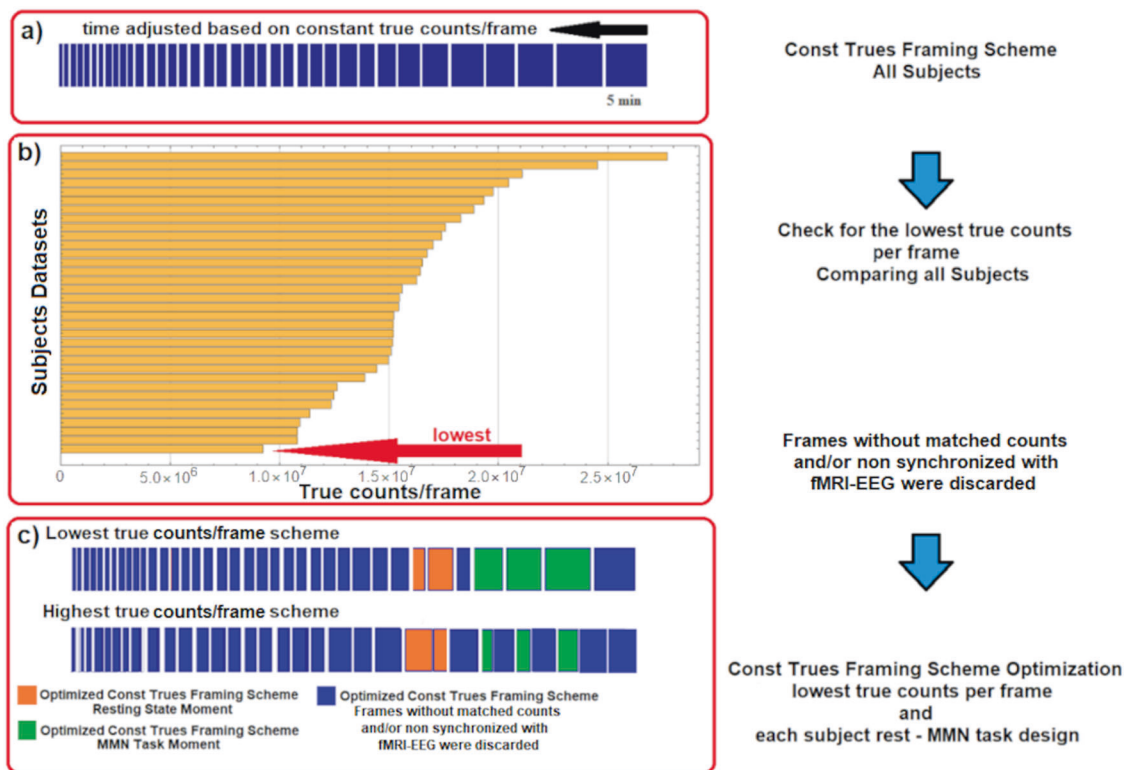 a)
time adjusted based on constant true counts/frame
5 min
Const Trues Framing Scheme
All Subjects
b)
Subjects Datasets
lowest
0
5.0×10⁶
1.0×10⁷
1.5×10⁷
2.0×10⁷
2.5×10⁷
True counts/frame
Check for the lowest true counts
per frame
Comparing all Subjects
Frames without matched counts
and/or non synchronized with
fMRI-EEG were discarded
c)
Lowest true counts/frame scheme
Highest true counts/frame scheme
Optimized Const Trues Framing Scheme
Resting State Moment
Optimized Const Trues Framing Scheme
MMN Task Moment
Optimized Const Trues Framing Scheme
Frames without matched counts
and/or non synchronized with
fMRI-EEG were discarded
Const Trues Framing Scheme Optimization
lowest true counts per frame
and
each subject rest - MMN task design